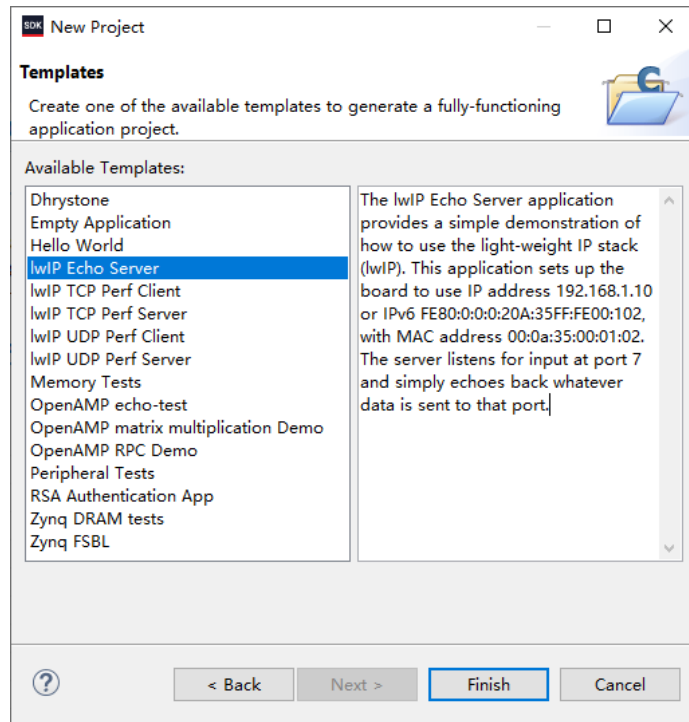 SDK New Project
Templates
Create one of the available templates to generate a fully-functioning
application project.
Available Templates:
Dhrystone
Empty Application
Hello World
lwIP Echo Server
lwIP TCP Perf Client
lwIP TCP Perf Server
lwIP UDP Perf Client
lwIP UDP Perf Server
Memory Tests
OpenAMP echo-test
OpenAMP matrix multiplication Demo
OpenAMP RPC Demo
Peripheral Tests
RSA Authentication App
Zynq DRAM tests
Zynq FSBL
The lwIP Echo Server application
provides a simple demonstration of
how to use the light-weight IP stack
(lwIP). This application sets up the
board to use IP address 192.168.1.10
or IPv6 FE80:0:0:0:20A:35FF:FE00:102,
with MAC address 00:0a:35:00:01:02.
The server listens for input at port 7
and simply echoes back whatever
data is sent to that port.
? < Back Next > Finish Cancel